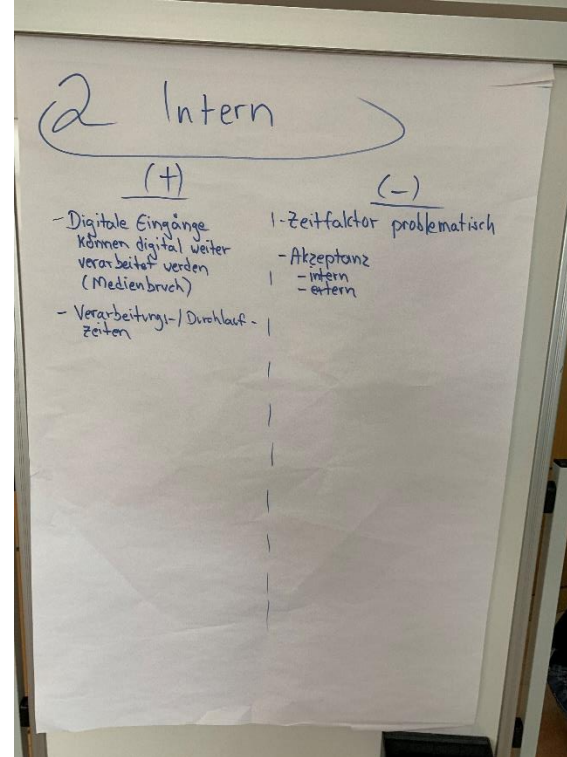 2 Intern
(+)
- Digitale Eingänge
können digital weiter
verarbeitet werden
(Medienbruch)
- Verarbeitungs-/Durchlauf-
zeiten
(-)
- Zeitfaktor problematisch
- Akzeptanz
- intern
- extern